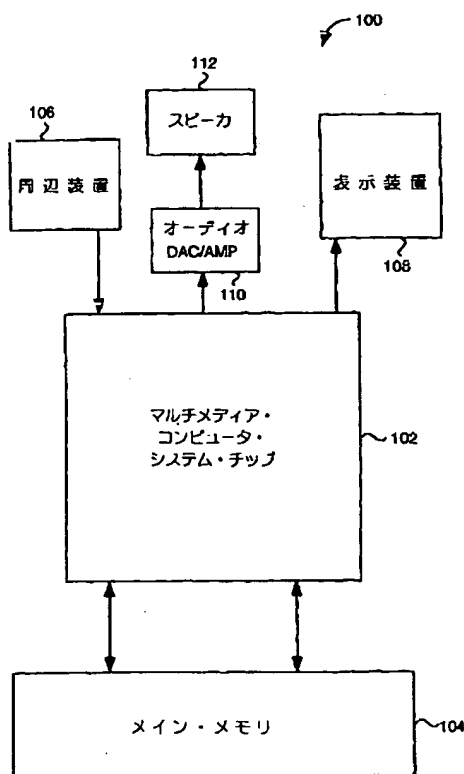 100
112
スピーカ
106
周辺装置
表示装置
オーディオ
DAC/AMP
110
108
マルチメディア・
コンピュータ・
システム・チップ
102
メイン・メモリ
104